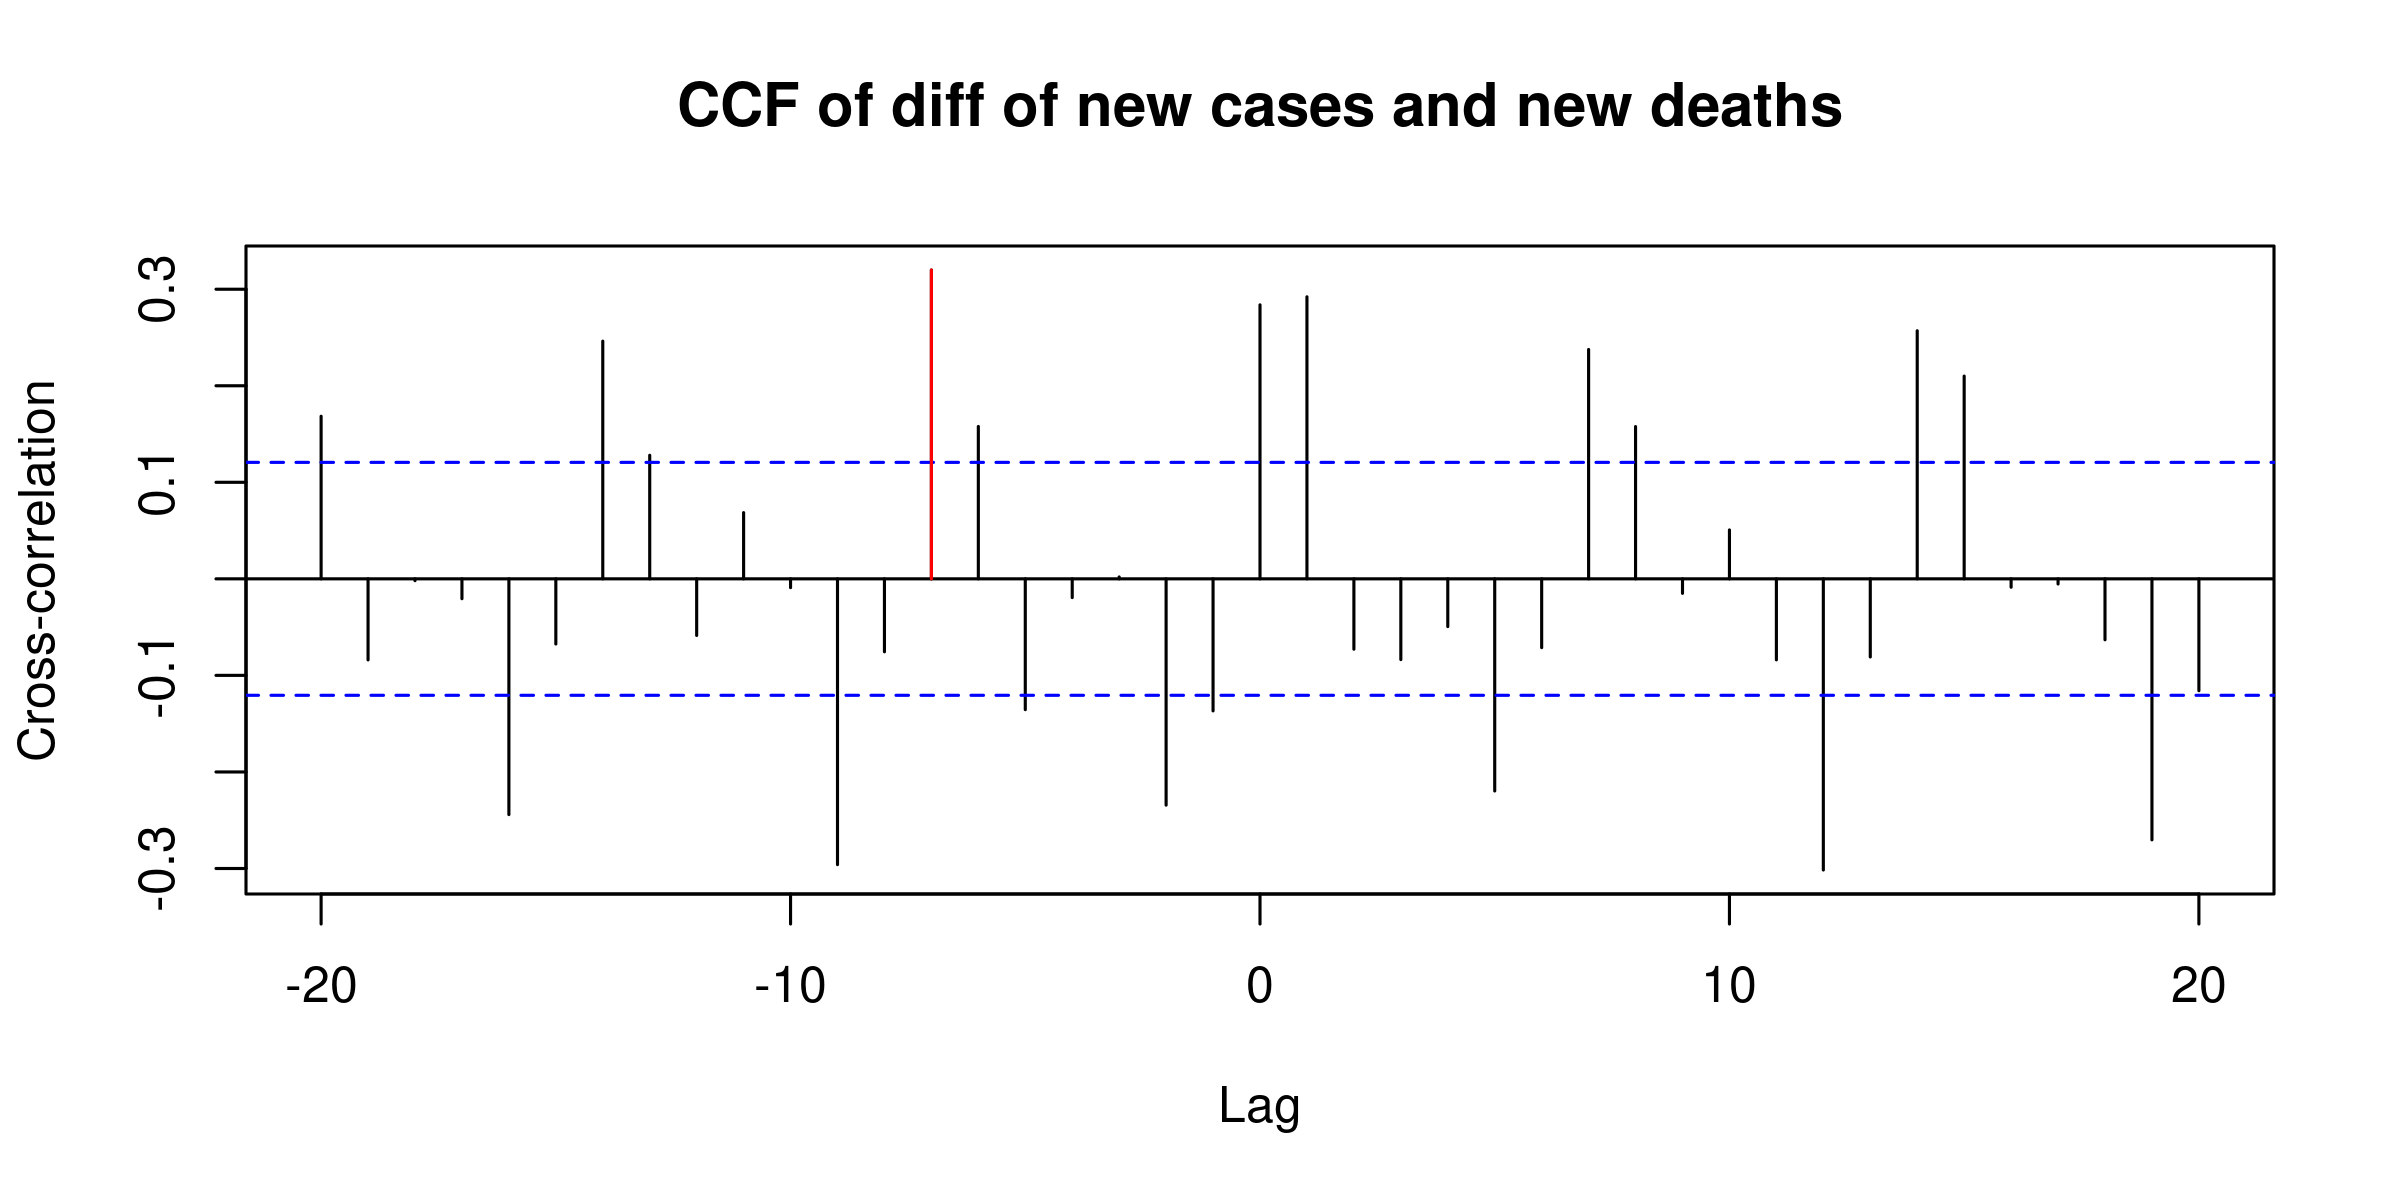 CCF of diff of new cases and new deaths
Cross-correlation
0.3
0.1
-0.1
-0.3
-20 -10 0 10 20
Lag